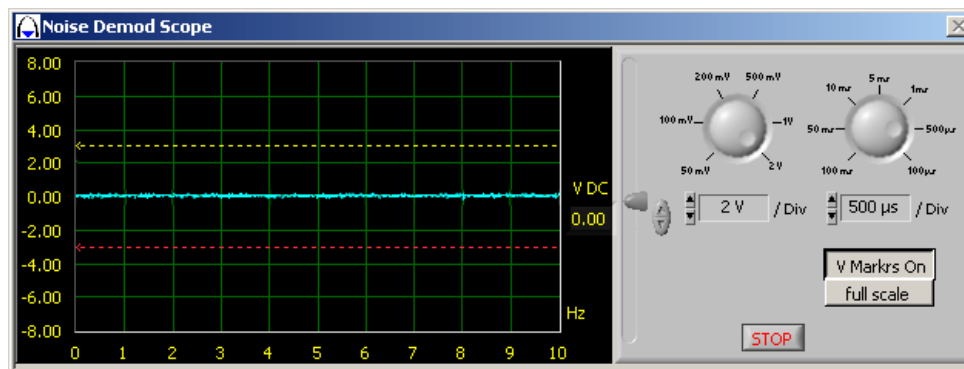 Noise Demod Scope
8.00
6.00
4.00
2.00
0.00
-2.00
-4.00
-6.00
-8.00
0 1 2 3 4 5 6 7 8 9 10
V DC
0.00
Hz
200 mV 500 mV
100 mV 1V
50 mV 2 V
5 ms
10 ms 1ms
50 ms 500µs
100 ms 100µs
2 V / Div
500 µs / Div
V Markrs On
full scale
STOP